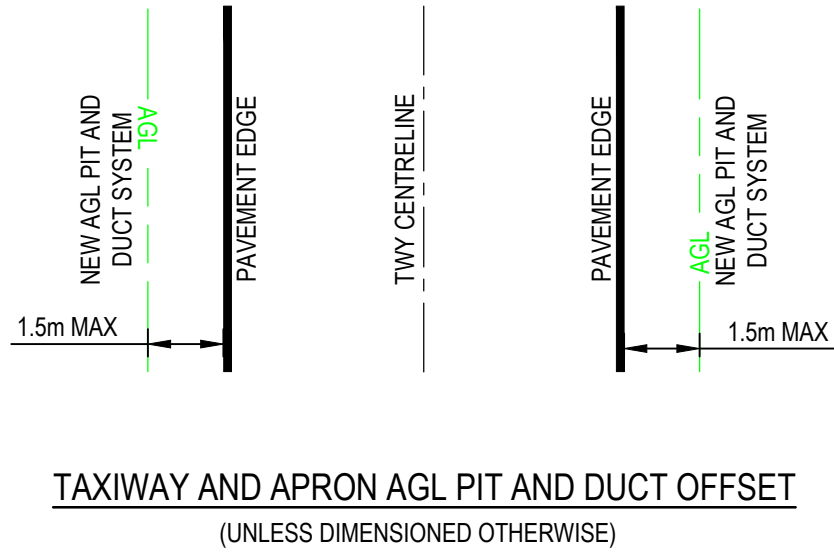 NEW AGL PIT AND
DUCT SYSTEM
AGL
PAVEMENT EDGE
TWY CENTRELINE
PAVEMENT EDGE
AGL
NEW AGL PIT AND
DUCT SYSTEM
1.5m MAX
1.5m MAX
TAXIWAY AND APRON AGL PIT AND DUCT OFFSET
(UNLESS DIMENSIONED OTHERWISE)